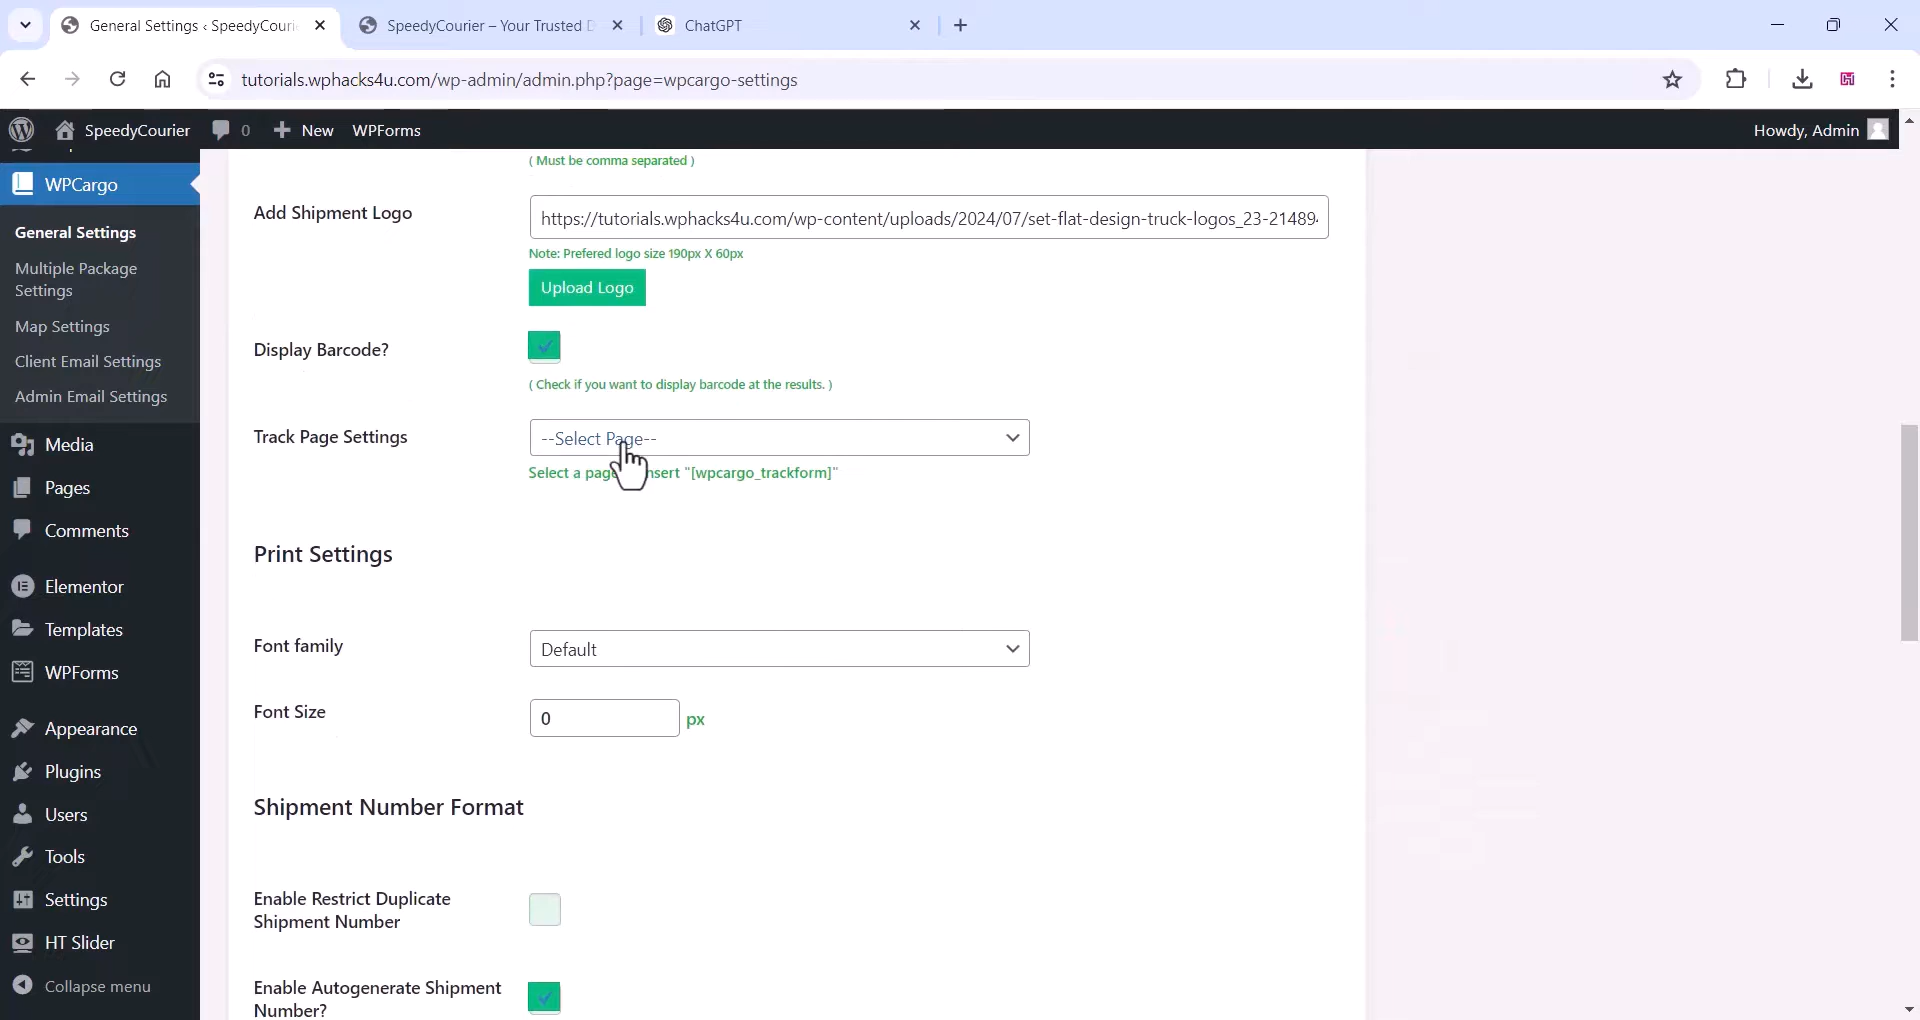 General Settings ‹ SpeedyCouri
SpeedyCourier – Your Trusted D
ChatGPT
tutorials.wphacks4u.com/wp-admin/admin.php?page=wpcargo-settings
SpeedyCourier
0
New
WPForms
Howdy, Admin
WPCargo
General Settings
Multiple Package
Settings
Map Settings
Client Email Settings
Admin Email Settings
Media
Pages
Comments
Elementor
Templates
WPForms
Appearance
Plugins
Users
Tools
Settings
HT Slider
Collapse menu
( Must be comma separated )
Add Shipment Logo
https://tutorials.wphacks4u.com/wp-content/uploads/2024/07/set-flat-design-truck-logos_23-21489
Note: Prefered logo size 190px X 60px
Upload Logo
Display Barcode?
( Check if you want to display barcode at the results. )
Track Page Settings
--Select Page--
Select a page nsert "[wpcargo_trackform]"
Print Settings
Font family
Default
Font Size
0
px
Shipment Number Format
Enable Restrict Duplicate
Shipment Number
Enable Autogenerate Shipment
Number?